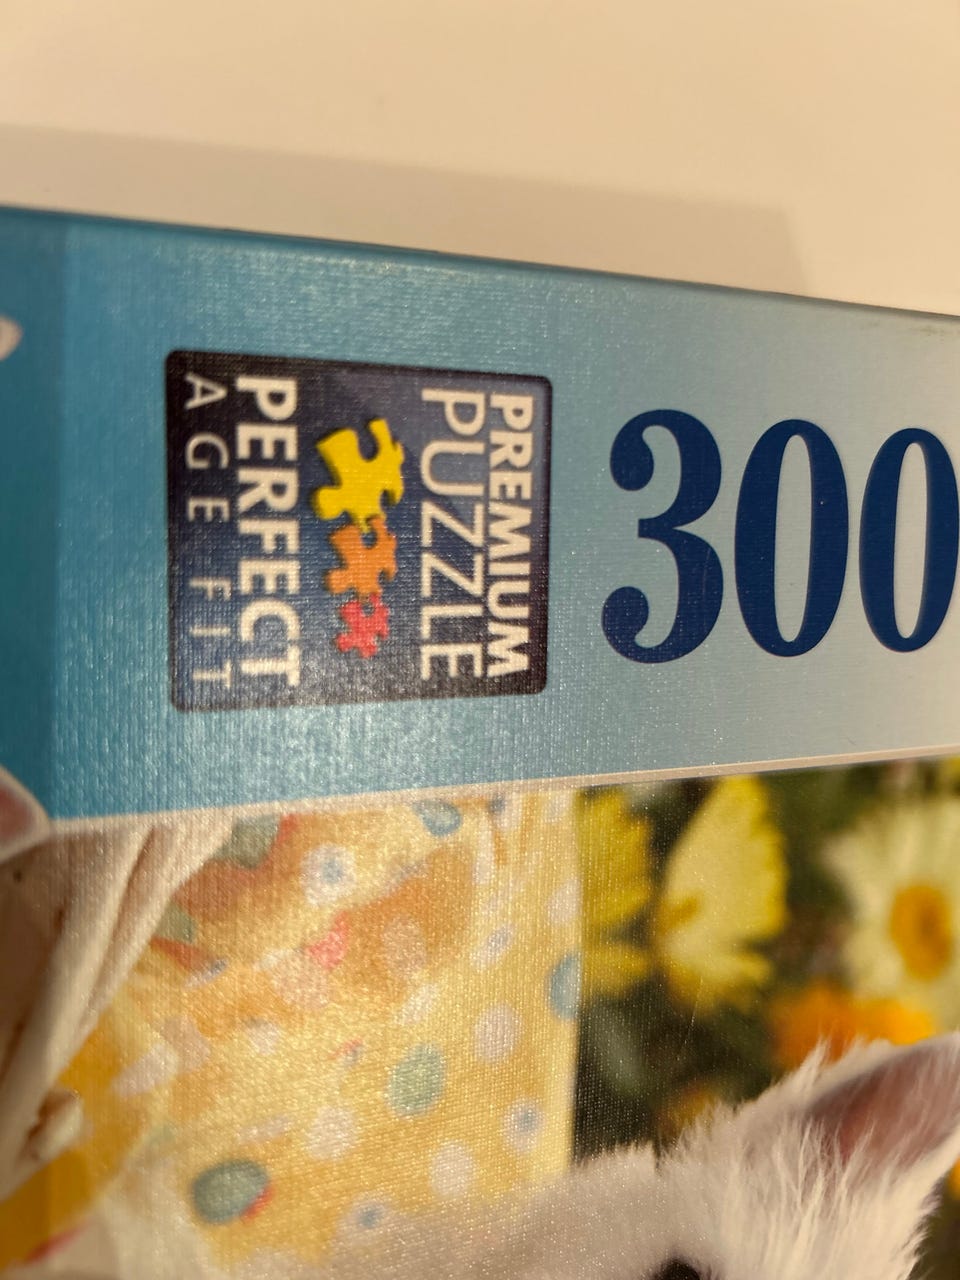 PREMIUM
PUZZLE
PERFECT
AGE FIT
300